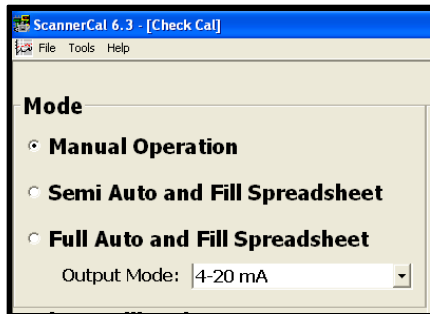 ScannerCal 6.3 - [Check Cal]
File Tools Help
Mode
Manual Operation
Semi Auto and Fill Spreadsheet
Full Auto and Fill Spreadsheet
Output Mode: 4-20 mA